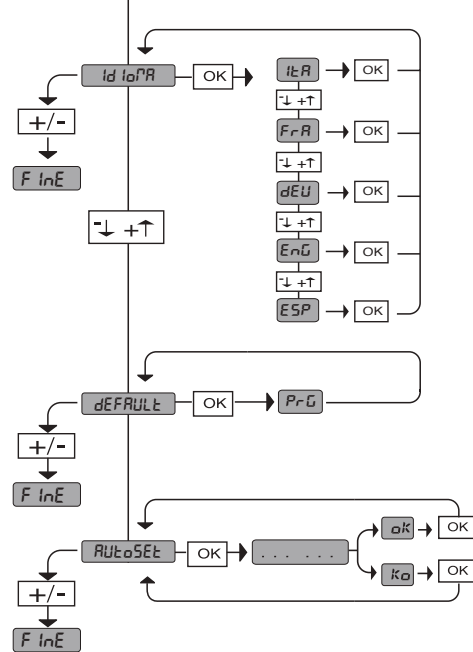 IdIoMA
OK
ItA
OK
- +
+/-
FrA
OK
FInE
- +
dEU
OK
- +
- +
EnG
OK
- +
ESP
OK
dEFAULt
OK
PrG
+/-
FInE
oK
OK
AUtoSEt
OK
. . . . . .
Ko
OK
+/-
FInE